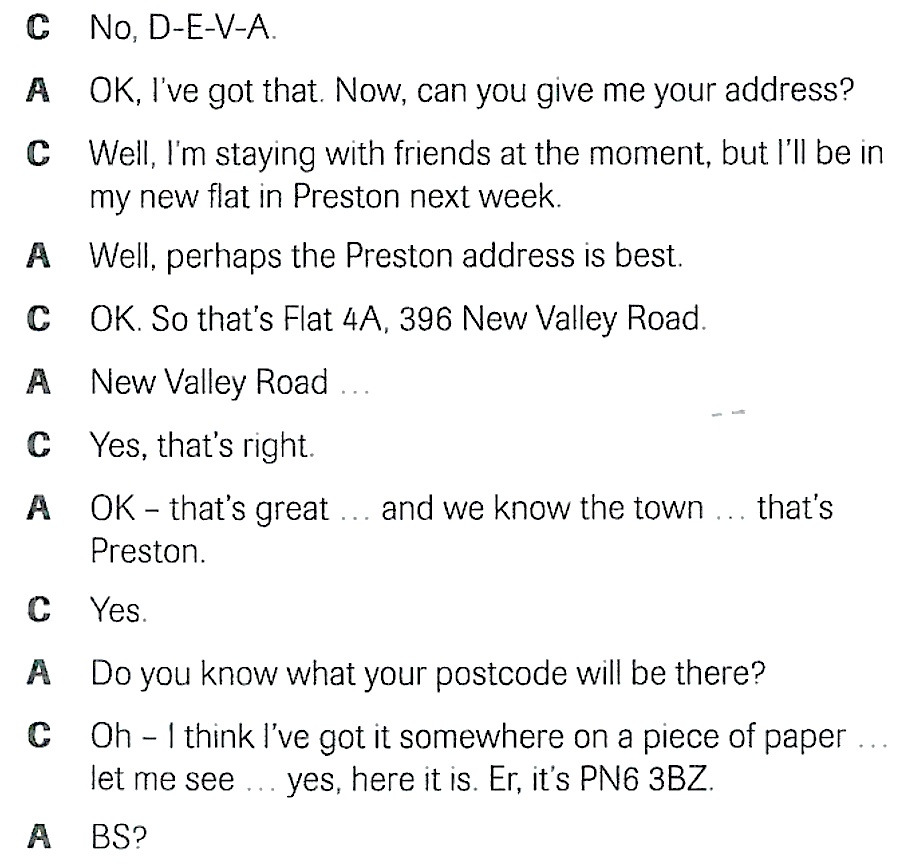 C No, D-E-V-A.
A OK, I've got that. Now, can you give me your address?
C Well, I'm staying with friends at the moment, but I'll be in
my new flat in Preston next week.
A Well, perhaps the Preston address is best.
C OK. So that's Flat 4A, 396 New Valley Road.
A New Valley Road ...
C Yes, that's right.
A OK – that's great ... and we know the town ... that's
Preston.
C Yes.
A Do you know what your postcode will be there?
C Oh – I think I've got it somewhere on a piece of paper ...
let me see ... yes, here it is. Er, it's PN6 3BZ.
A BS?